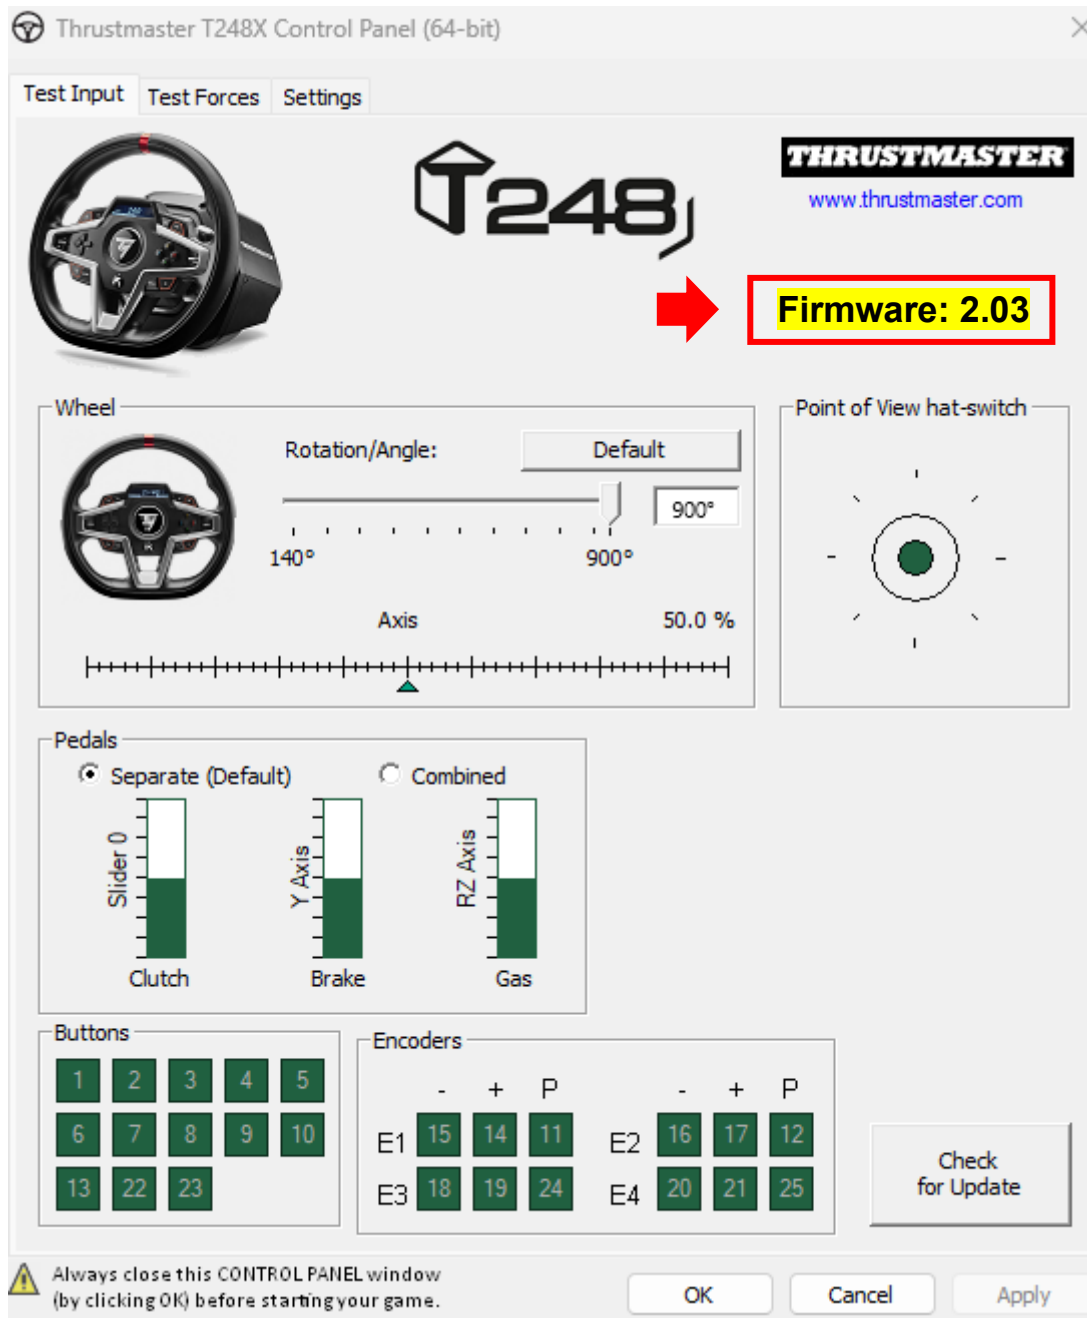 Thrustmaster T248X Control Panel (64-bit)
Test Input Test Forces Settings
T248
THRUSTMASTER
www.thrustmaster.com
Firmware: 2.03
Wheel
Rotation/Angle: Default
900°
140° 900°
Axis 50.0 %
Point of View hat-switch
Pedals
Separate (Default) Combined
Slider 0 Y Axis RZ Axis
Clutch Brake Gas
Buttons
1 2 3 4 5
6 7 8 9 10
13 22 23
Encoders
- + P - + P
E1 15 14 11 E2 16 17 12
E3 18 19 24 E4 20 21 25
Check
for Update
Always close this CONTROL PANEL window
(by clicking OK) before starting your game.
OK Cancel Apply